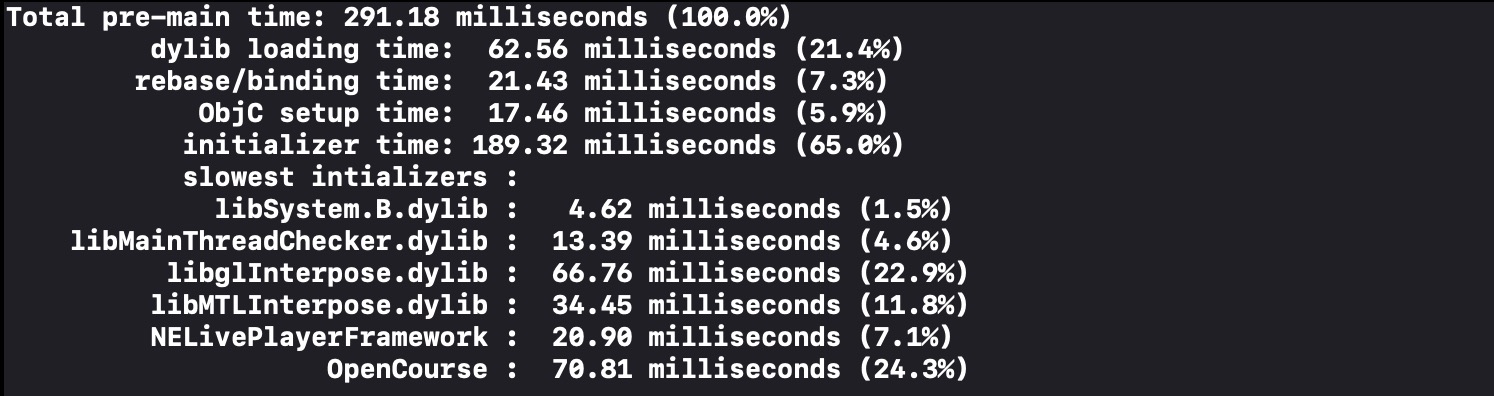 Total pre-main time: 291.18 milliseconds (100.0%)
dylib loading time:  62.56 milliseconds (21.4%)
rebase/binding time:  21.43 milliseconds (7.3%)
ObjC setup time:  17.46 milliseconds (5.9%)
initializer time: 189.32 milliseconds (65.0%)
slowest intializers :
libSystem.B.dylib :   4.62 milliseconds (1.5%)
libMainThreadChecker.dylib :  13.39 milliseconds (4.6%)
libglInterpose.dylib :  66.76 milliseconds (22.9%)
libMTLInterpose.dylib :  34.45 milliseconds (11.8%)
NELivePlayerFramework :  20.90 milliseconds (7.1%)
OpenCourse :  70.81 milliseconds (24.3%)